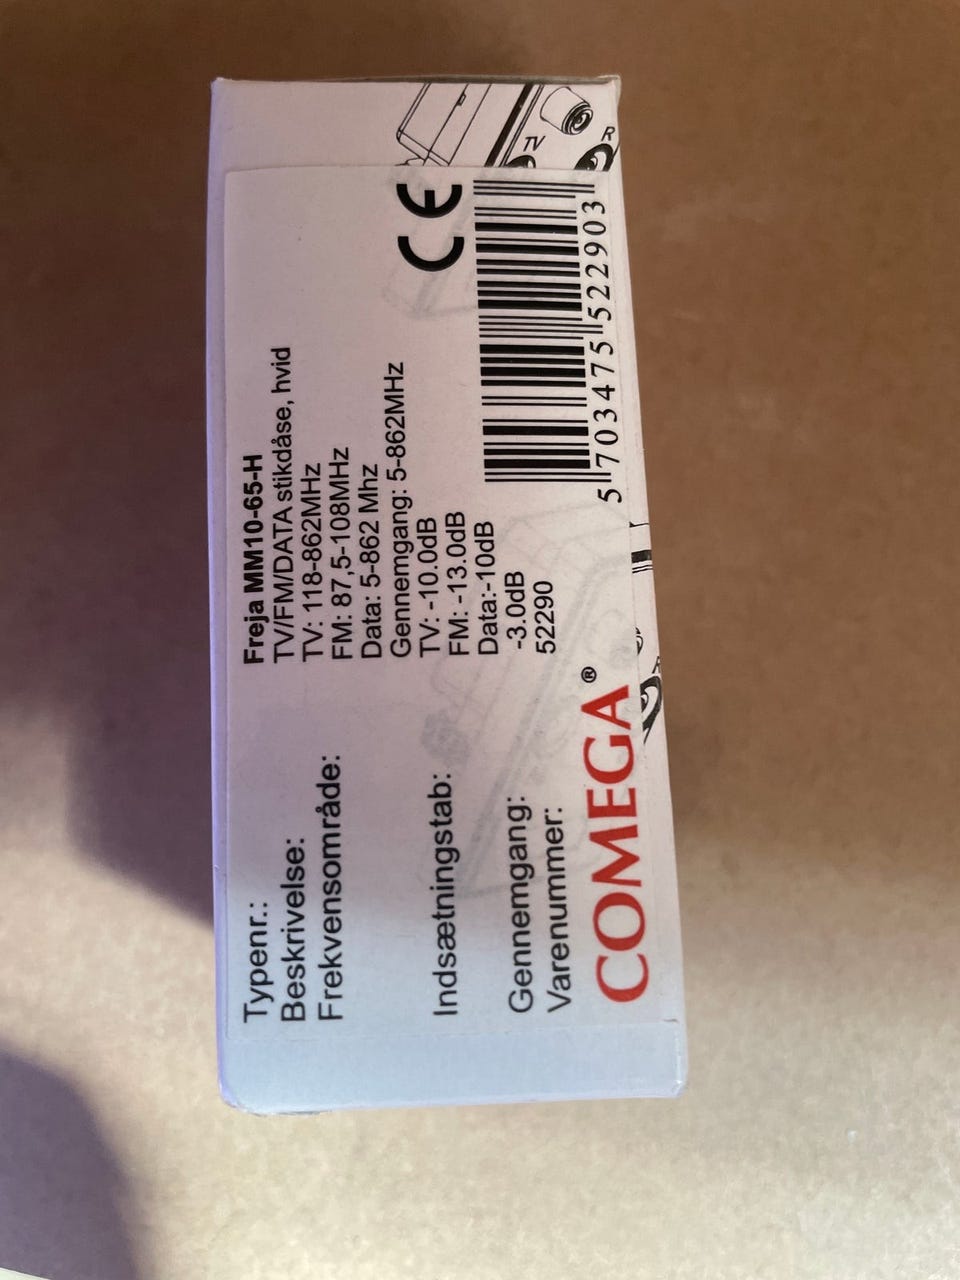 Typenr.: Freja MM10-65-H
Beskrivelse: TV/FM/DATA stikdåse, hvid
Frekvensområde: TV: 118-862MHz
FM: 87,5-108MHz
Data: 5-862 Mhz
Gennemgang: 5-862MHz
Indsætningstab: TV: -10.0dB
FM: -13.0dB
Data:-10dB
Gennemgang: -3.0dB
Varenummer: 52290
COMEGA®
CE
5 703475 522903
TV
R